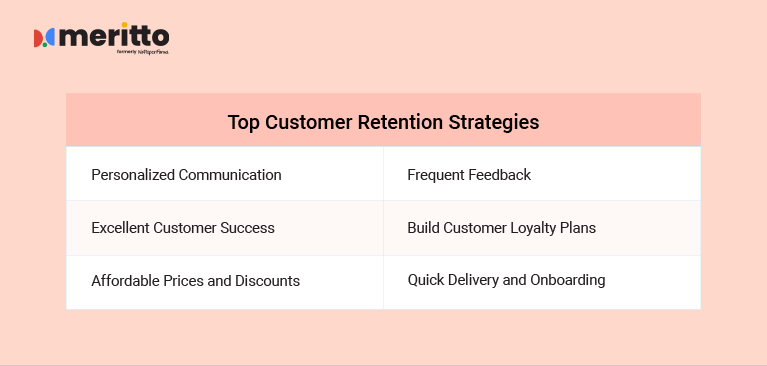 meritto
formerly NoPaperForms
Top Customer Retention Strategies
Personalized Communication
Frequent Feedback
Excellent Customer Success
Build Customer Loyalty Plans
Affordable Prices and Discounts
Quick Delivery and Onboarding